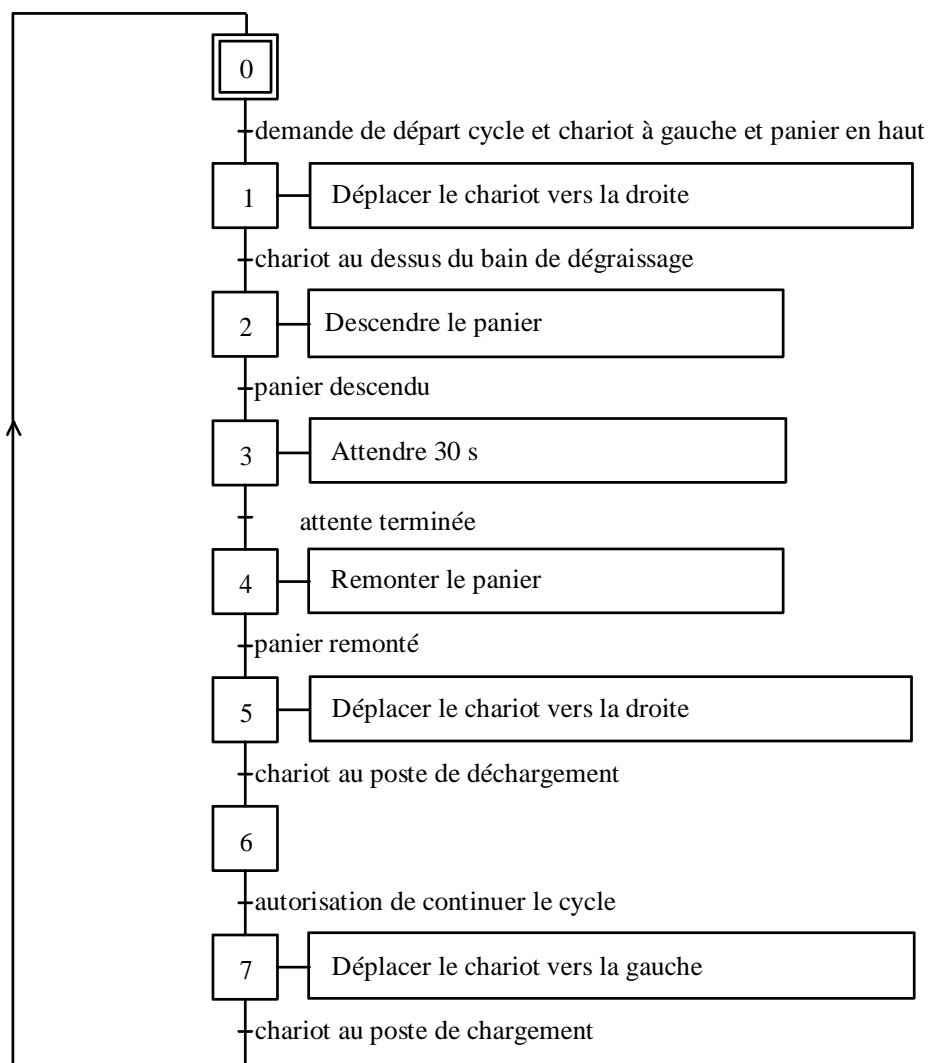 0
demande de départ cycle et chariot à gauche et panier en haut
1
Déplacer le chariot vers la droite
chariot au dessus du bain de dégraissage
2
Descendre le panier
panier descendu
3
Attendre 30 s
attente terminée
4
Remonter le panier
panier remonté
5
Déplacer le chariot vers la droite
chariot au poste de déchargement
6
autorisation de continuer le cycle
7
Déplacer le chariot vers la gauche
chariot au poste de chargement